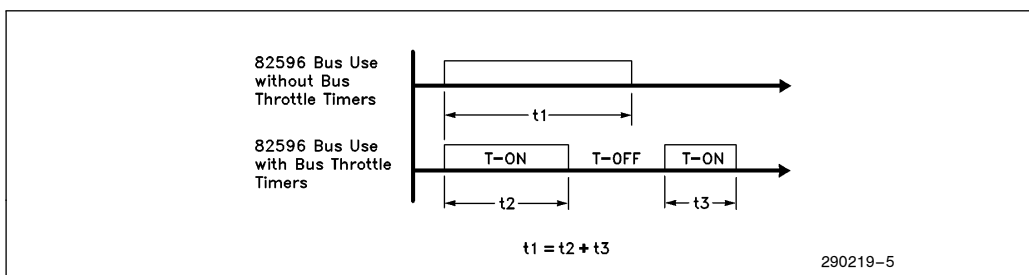 82596 Bus Use
without Bus
Throttle Timers
t1
82596 Bus Use
with Bus Throttle
Timers
T-ON
T-OFF
T-ON
t2
t3
t1 = t2 + t3
290219-5